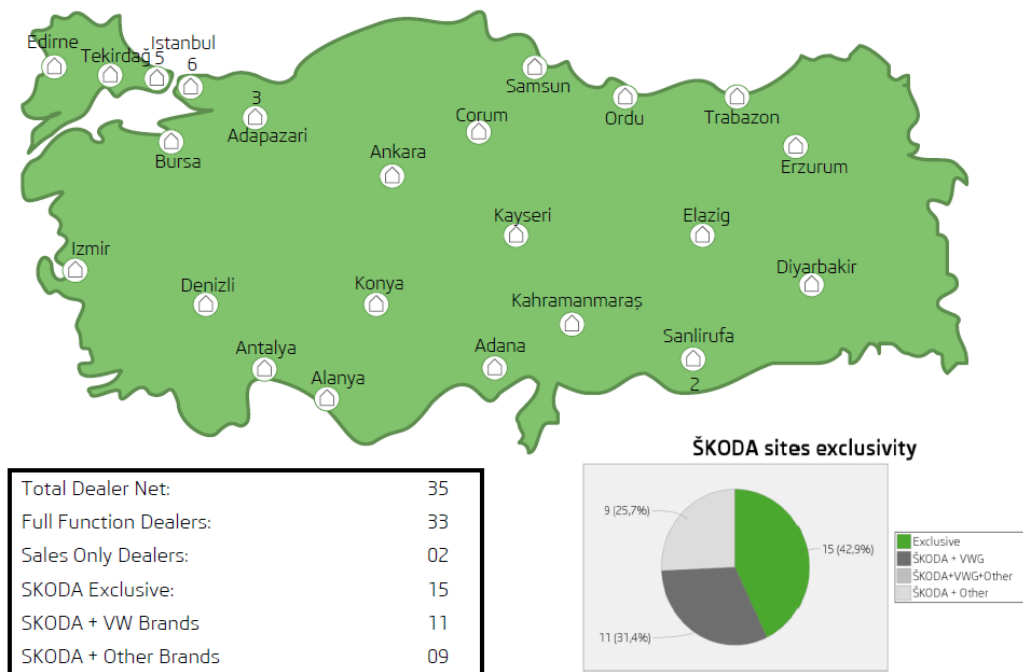 Edirne
Tekirdağ
5
Istanbul
6
3
Adapazari
Bursa
Samsun
Corum
Ordu
Trabazon
Ankara
Erzurum
Kayseri
Elazig
Izmir
Diyarbakir
Denizli
Konya
Kahramanmaraş
Sanlirufa
2
Antalya
Adana
Alanya
Total Dealer Net: 35
Full Function Dealers: 33
Sales Only Dealers: 02
SKODA Exclusive: 15
SKODA + VW Brands 11
SKODA + Other Brands 09
ŠKODA sites exclusivity
9 (25,7%)
15 (42,9%)
11 (31,4%)
Exclusive
ŠKODA + VWG
ŠKODA+VWG+Other
ŠKODA + Other